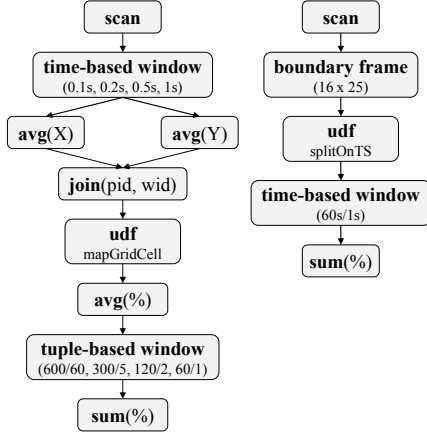 scan
time-based window
(0.1s, 0.2s, 0.5s, 1s)
avg(X)
avg(Y)
join(pid, wid)
udf
mapGridCell
avg(%)
tuple-based window
(600/60, 300/5, 120/2, 60/1)
sum(%)
scan
boundary frame
(16 x 25)
udf
splitOnTS
time-based window
(60s/1s)
sum(%)